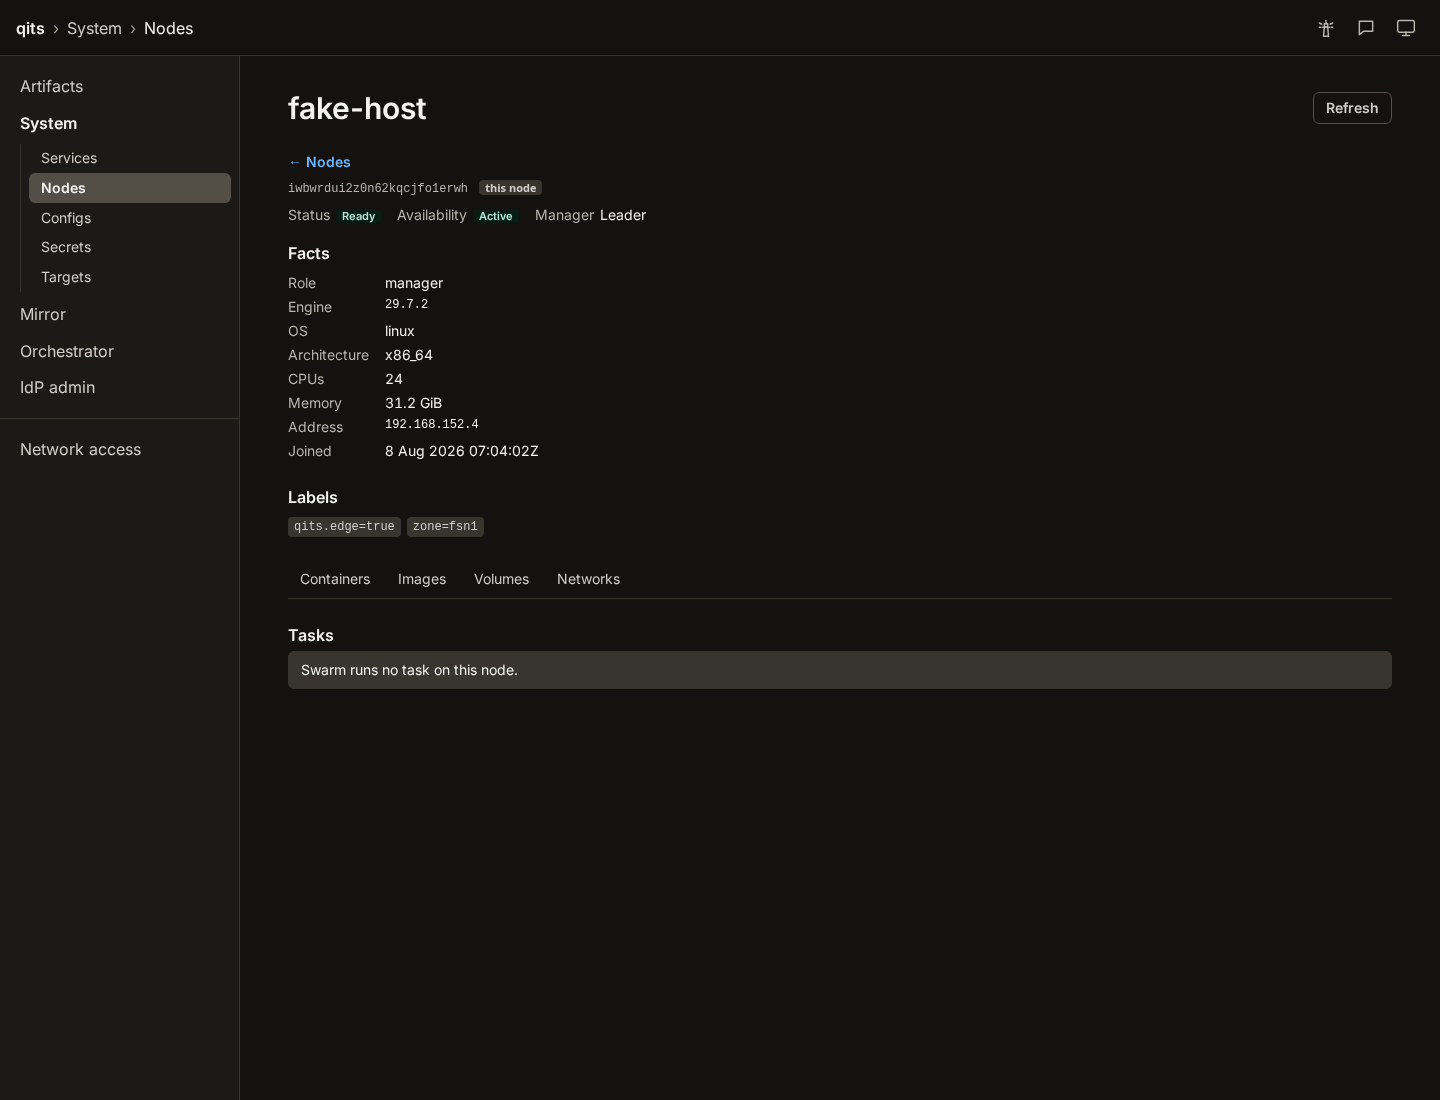 qits › System › Nodes
Artifacts
System
Services
Nodes
Configs
Secrets
Targets
Mirror
Orchestrator
IdP admin
Network access
fake-host
Refresh
← Nodes
iwbwrdui2z0n62kqcjfo1erwh this node
Status Ready Availability Active Manager Leader
Facts
Role manager
Engine 29.7.2
OS linux
Architecture x86_64
CPUs 24
Memory 31.2 GiB
Address 192.168.152.4
Joined 8 Aug 2026 07:04:02Z
Labels
qits.edge=true zone=fsn1
Containers Images Volumes Networks
Tasks
Swarm runs no task on this node.